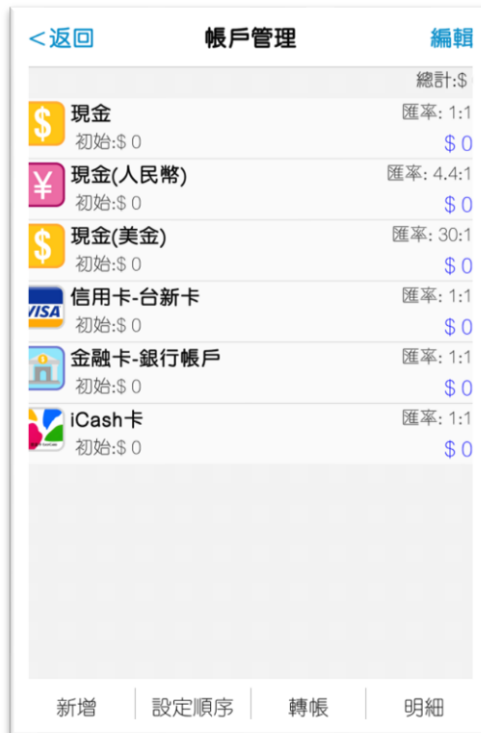 <返回 帳戶管理 編輯
總計:$
現金 匯率: 1:1
初始:$ 0 $ 0
現金(人民幣) 匯率: 4.4:1
初始:$ 0 $ 0
現金(美金) 匯率: 30:1
初始:$ 0 $ 0
VISA 信用卡-台新卡 匯率: 1:1
初始:$ 0 $ 0
金融卡-銀行帳戶 匯率: 1:1
初始:$ 0 $ 0
iCash卡 匯率: 1:1
初始:$ 0 $ 0
新增 設定順序 轉帳 明細